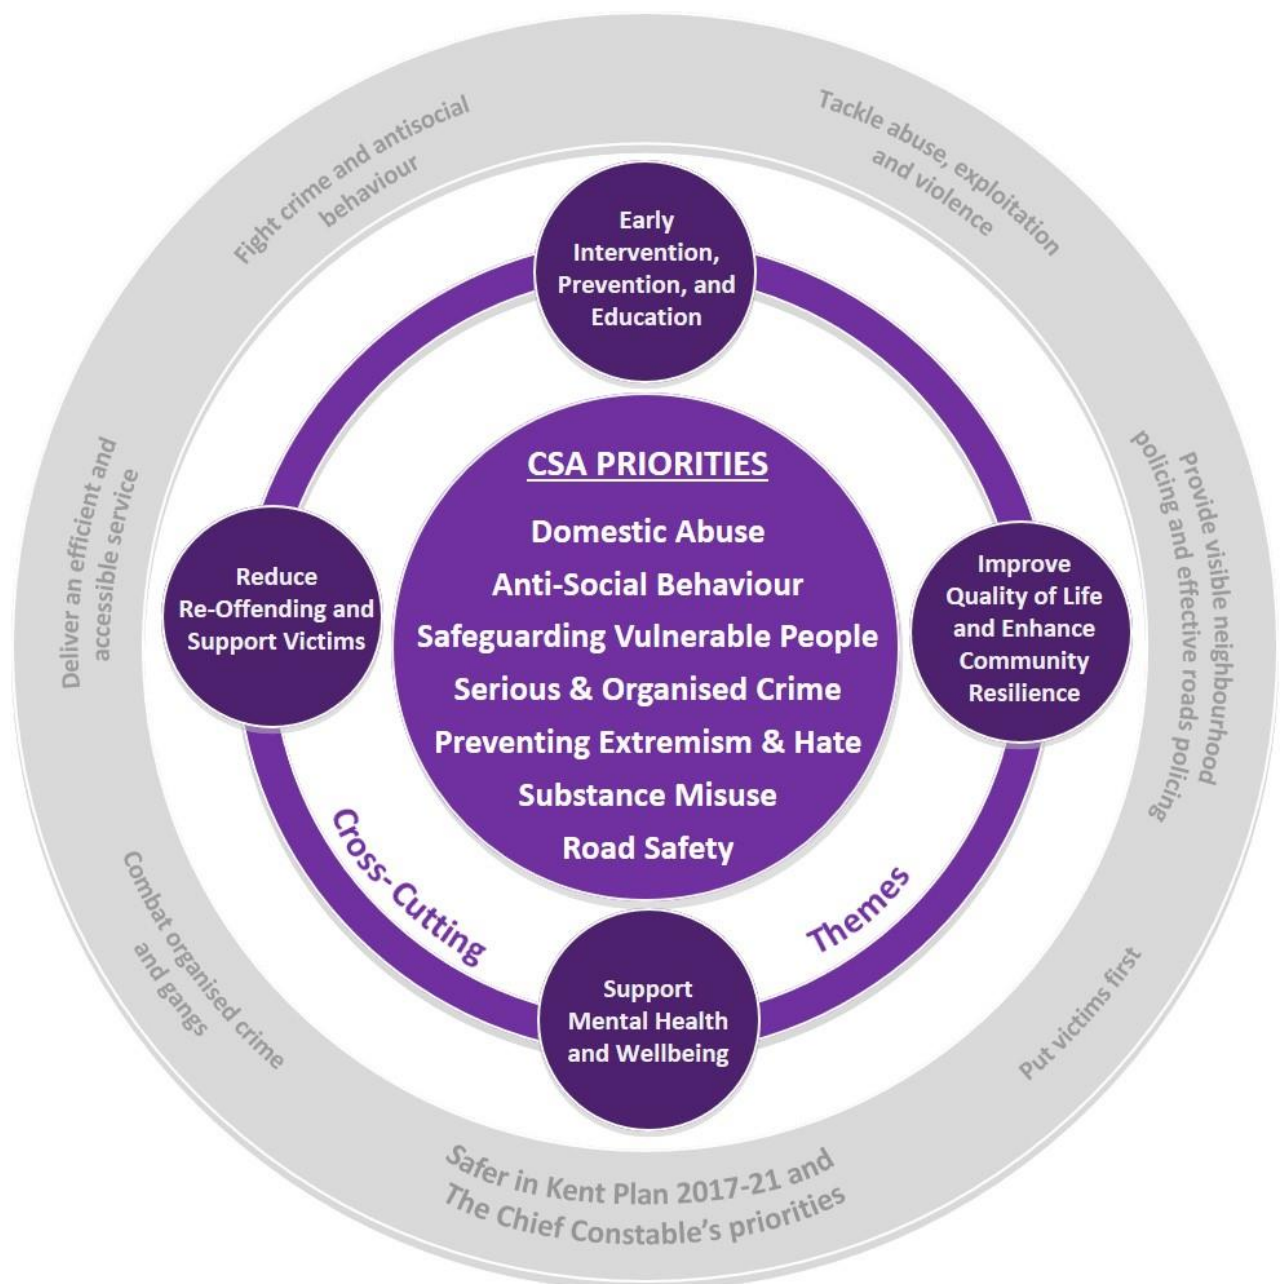 Fight crime and antisocial
behaviour
Tackle abuse, exploitation
and violence
Early
Intervention,
Prevention, and
Education
CSA PRIORITIES
Domestic Abuse
Anti-Social Behaviour
Safeguarding Vulnerable People
Serious & Organised Crime
Preventing Extremism & Hate
Substance Misuse
Road Safety
Deliver an efficient and
accessible service
Reduce
Re-Offending and
Support Victims
Improve
Quality of Life
and Enhance
Community
Resilience
Provide visible neighbourhood
policing and effective roads policing
Cross-Cutting
Themes
Combat organised crime
and gangs
Support
Mental Health
and Wellbeing
Put victims first
Safer in Kent Plan 2017-21 and
The Chief Constable's priorities